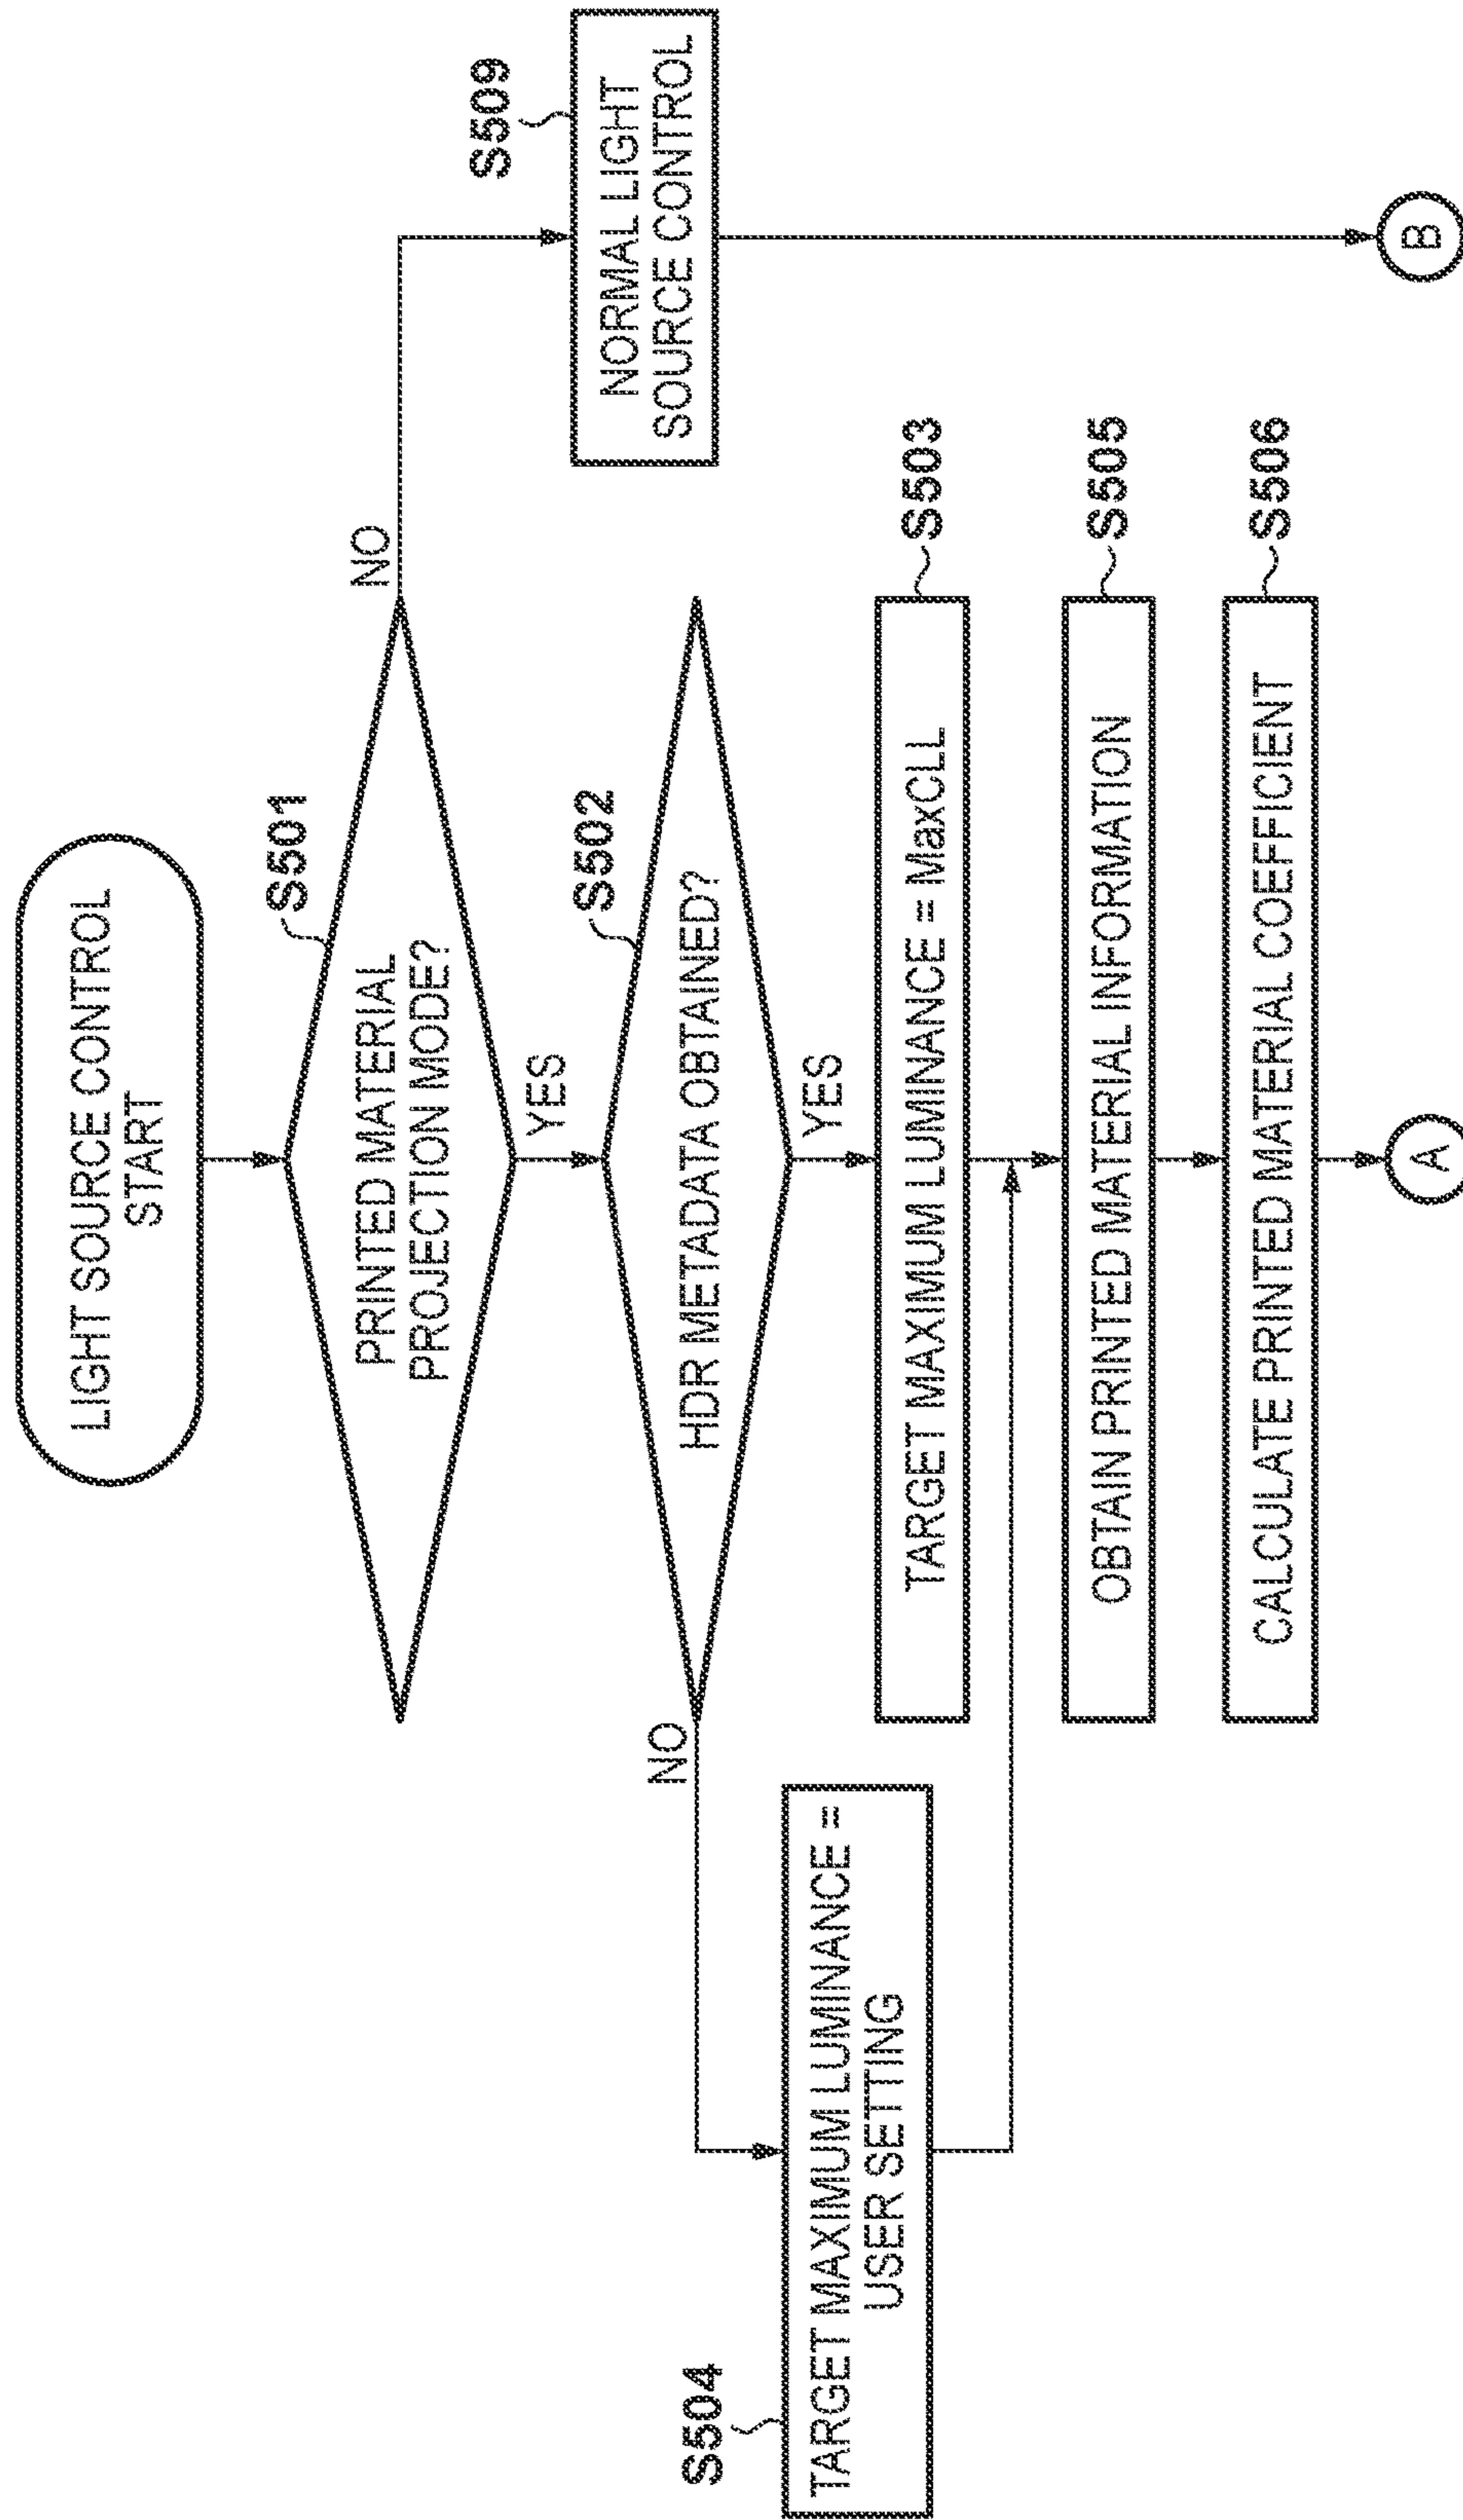 LIGHT SOURCE CONTROL
START
S501
PRINTED MATERIAL
PROJECTION MODE?
NO
YES
S509
NORMAL LIGHT
SOURCE CONTROL
S502
HDR METADATA OBTAINED?
NO
YES
S504
TARGET MAXIMUM LUMINANCE =
USER SETTING
S503
TARGET MAXIMUM LUMINANCE = MaxCLL
S505
OBTAIN PRINTED MATERIAL INFORMATION
S506
CALCULATE PRINTED MATERIAL COEFFICIENT
A
B